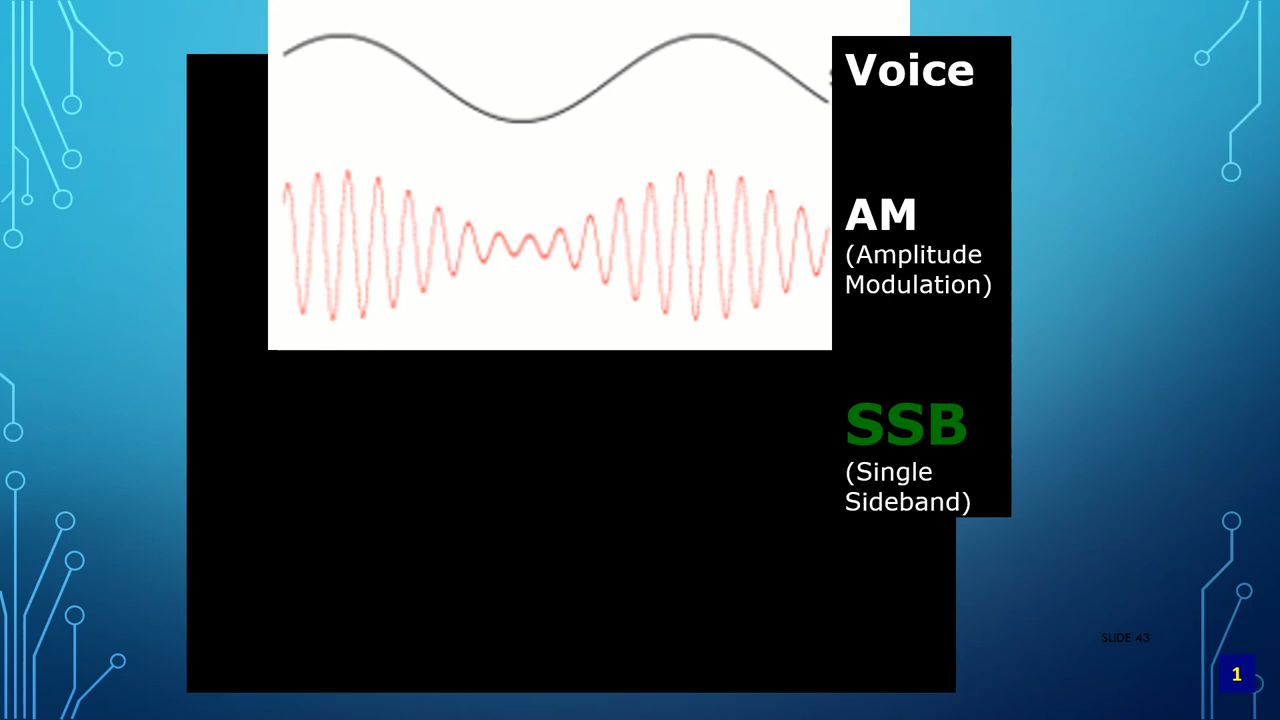 Voice
AM
(Amplitude
Modulation)
SSB
(Single
Sideband)
SLIDE 43
1